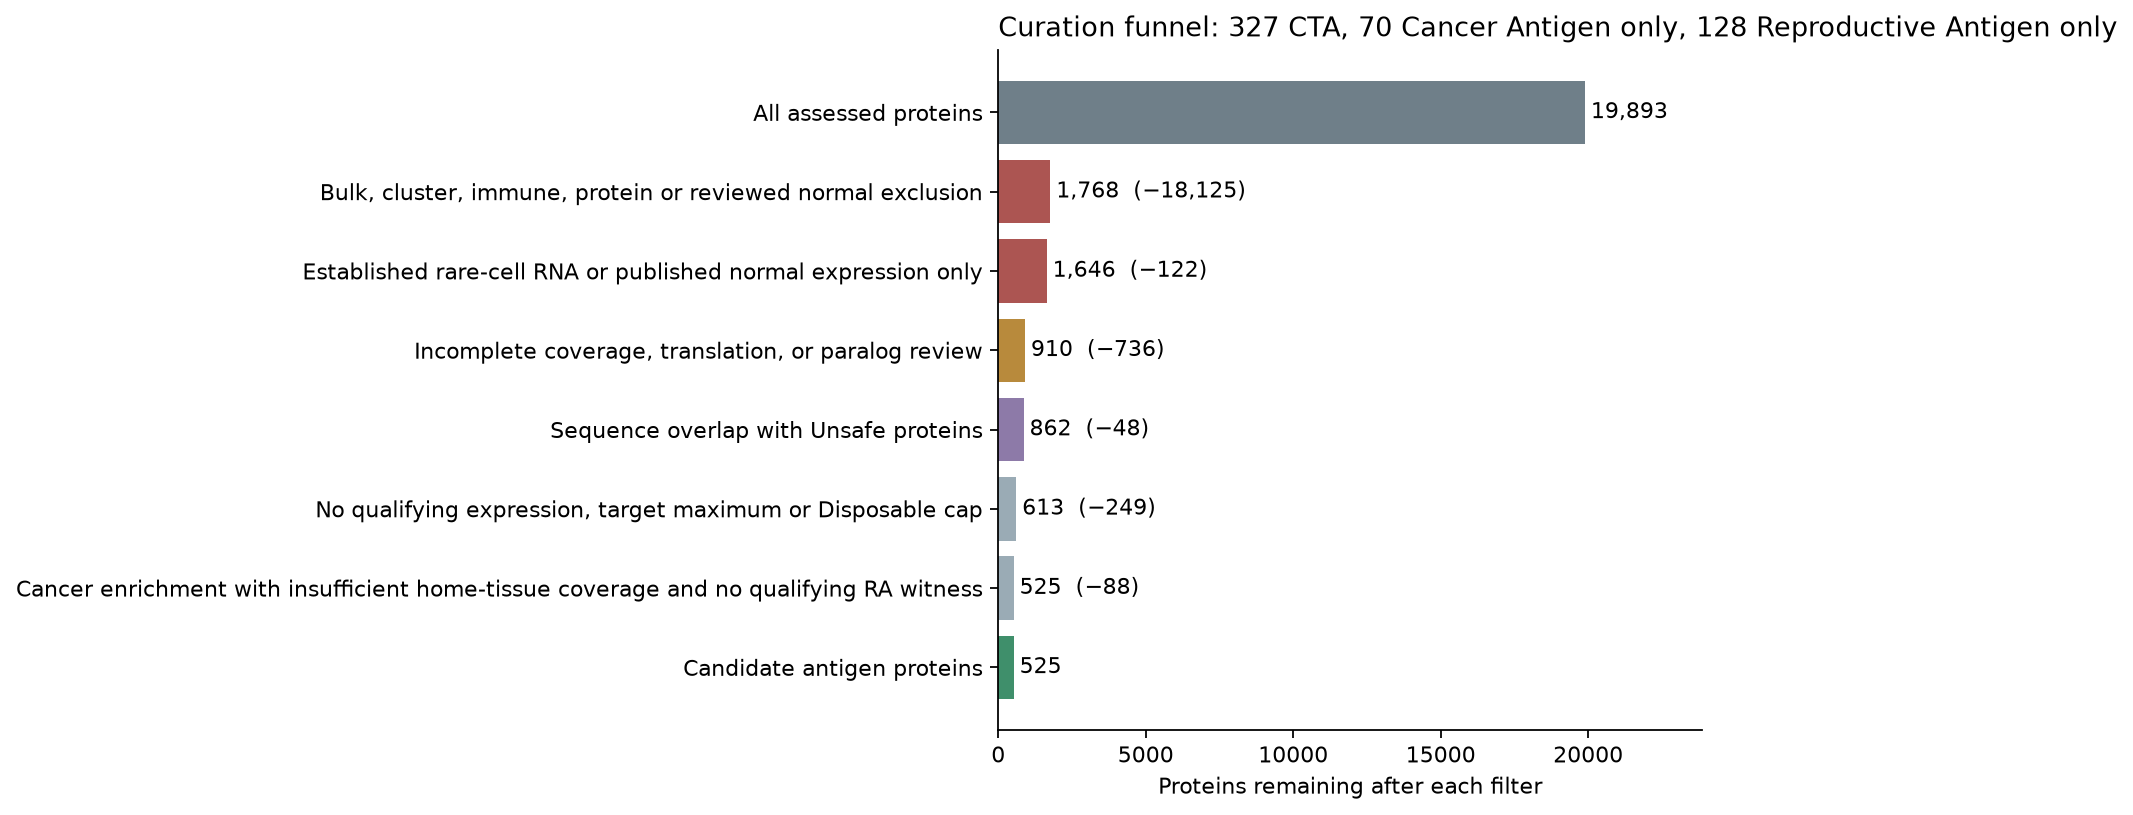 Curation funnel: 327 CTA, 70 Cancer Antigen only, 128 Reproductive Antigen only
All assessed proteins 19,893
Bulk, cluster, immune, protein or reviewed normal exclusion 1,768 (−18,125)
Established rare-cell RNA or published normal expression only 1,646 (−122)
Incomplete coverage, translation, or paralog review 910 (−736)
Sequence overlap with Unsafe proteins 862 (−48)
No qualifying expression, target maximum or Disposable cap 613 (−249)
Cancer enrichment with insufficient home-tissue coverage and no qualifying RA witness 525 (−88)
Candidate antigen proteins 525
0 5000 10000 15000 20000
Proteins remaining after each filter